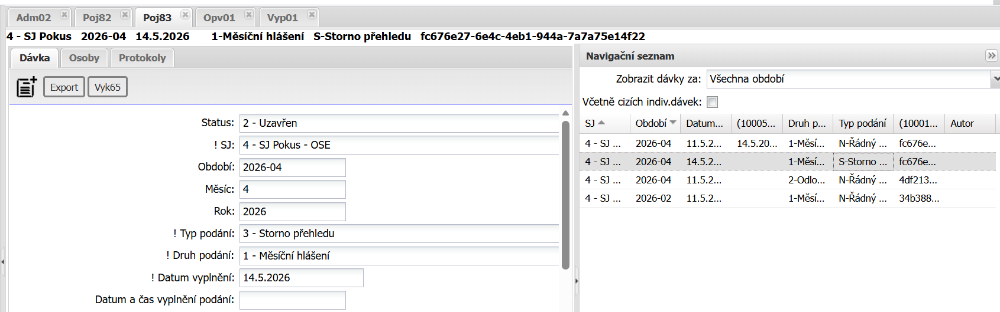 Adm02 Poj82 Poj83 Opv01 Vyp01
4 - SJ Pokus 2026-04 14.5.2026 1-Měsíční hlášení S-Storno přehledu fc676e27-6e4c-4eb1-944a-7a7a75e14f22
Dávka Osoby Protokoly
Export Vyk65
Status: 2 - Uzavřen
! SJ: 4 - SJ Pokus - OSE
Období: 2026-04
Měsíc: 4
Rok: 2026
! Typ podání: 3 - Storno přehledu
! Druh podání: 1 - Měsíční hlášení
! Datum vyplnění: 14.5.2026
Datum a čas vyplnění podání:
Navigační seznam
Zobrazit dávky za: Všechna období
Včetně cizích indiv.dávek:
SJ Období Datum... (10005... Druh p... Typ podání (10001... Autor
4 - SJ ... 2026-04 11.5.2... 14.5.20... 1-Měsí... N-Řádný ... fc676e...
4 - SJ ... 2026-04 14.5.2... 1-Měsí... S-Storno ... fc676e...
4 - SJ ... 2026-04 11.5.2... 2-Odlo... N-Řádný ... 4df213...
4 - SJ ... 2026-02 11.5.2... 1-Měsí... N-Řádný ... 34b388...